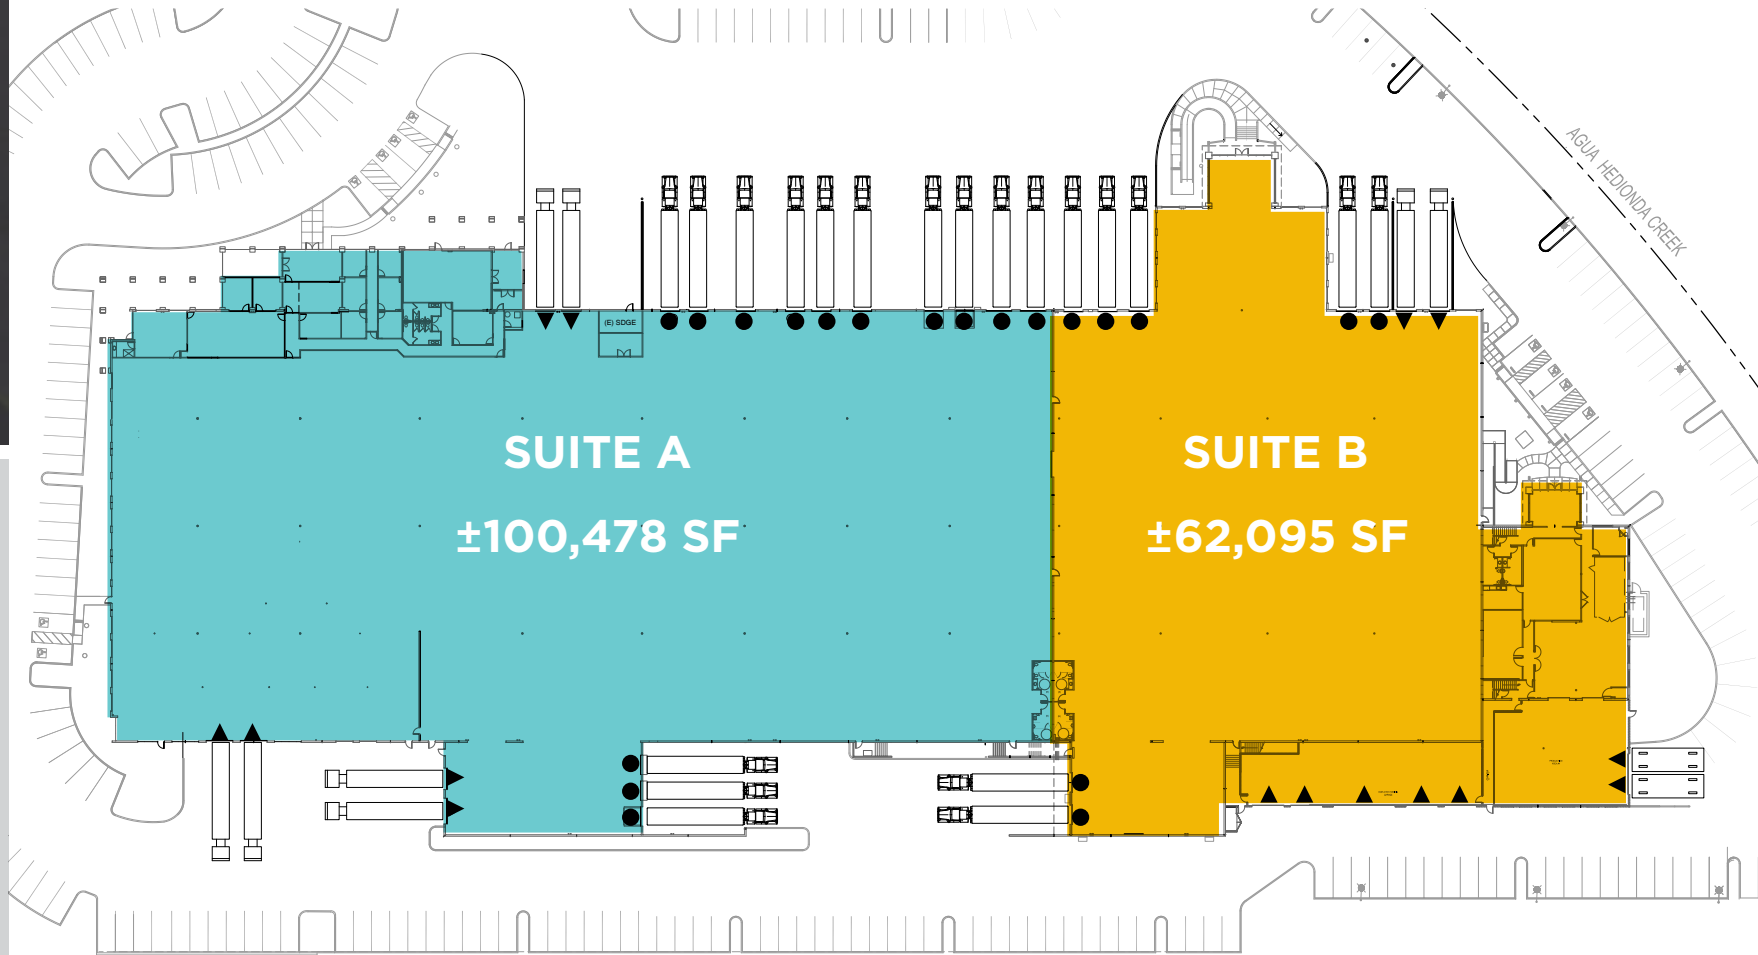 AGUA HEDIONDA CREEK
(E) SDGE
SUITE A
±100,478 SF
SUITE B
±62,095 SF